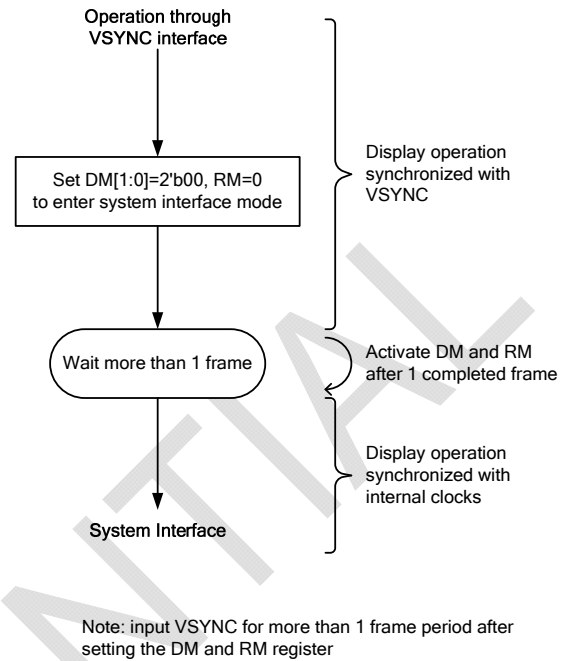 Operation through
VSYNC interface
Set DM[1:0]=2'b00, RM=0
to enter system interface mode
Display operation
synchronized with
VSYNC
Wait more than 1 frame
Activate DM and RM
after 1 completed frame
Display operation
synchronized with
internal clocks
System Interface
Note: input VSYNC for more than 1 frame period after
setting the DM and RM register
NTIAL